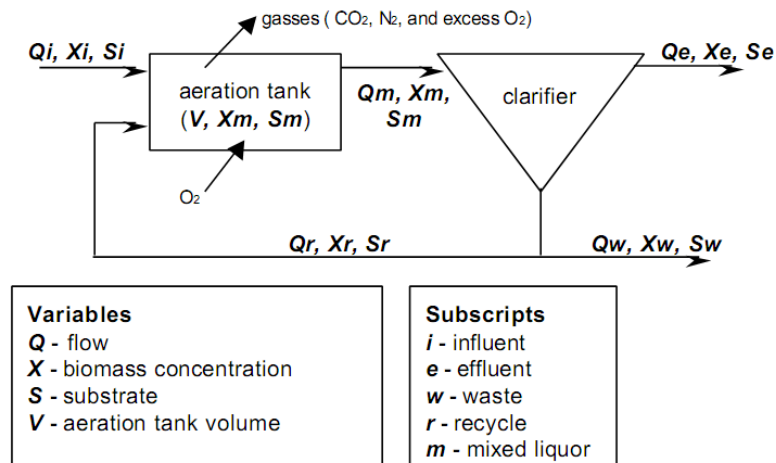 gasses ( CO₂, N₂, and excess O₂)
Qi, Xi, Si
Qe, Xe, Se
aeration tank
(V, Xm, Sm)
Qm, Xm,
Sm
clarifier
O₂
Qr, Xr, Sr
Qw, Xw, Sw
Variables
Q - flow
X - biomass concentration
S - substrate
V - aeration tank volume
Subscripts
i - influent
e - effluent
w - waste
r - recycle
m - mixed liquor